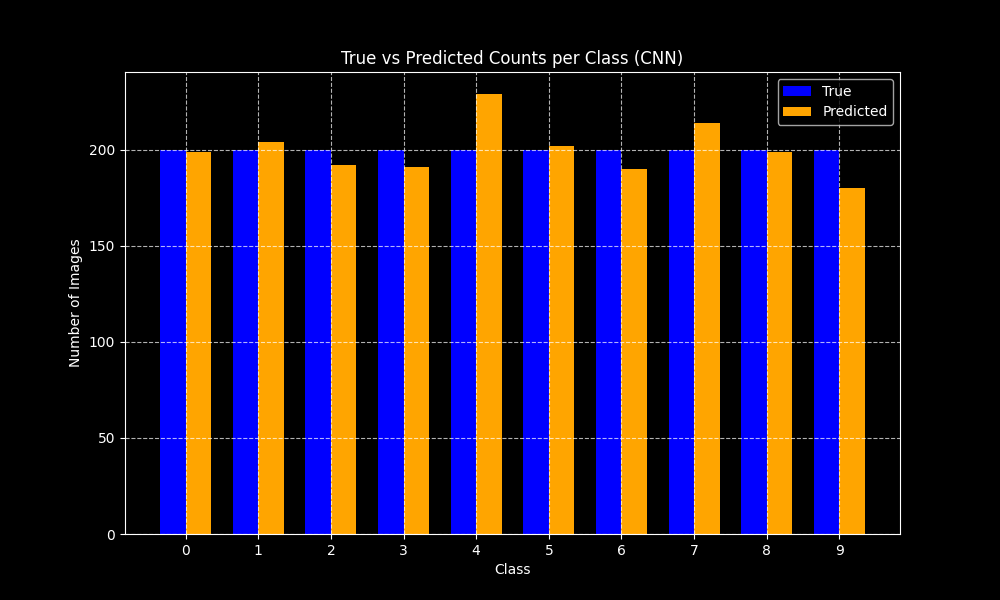 True vs Predicted Counts per Class (CNN)
True
Predicted
Number of Images
200
150
100
50
0
0 1 2 3 4 5 6 7 8 9
Class